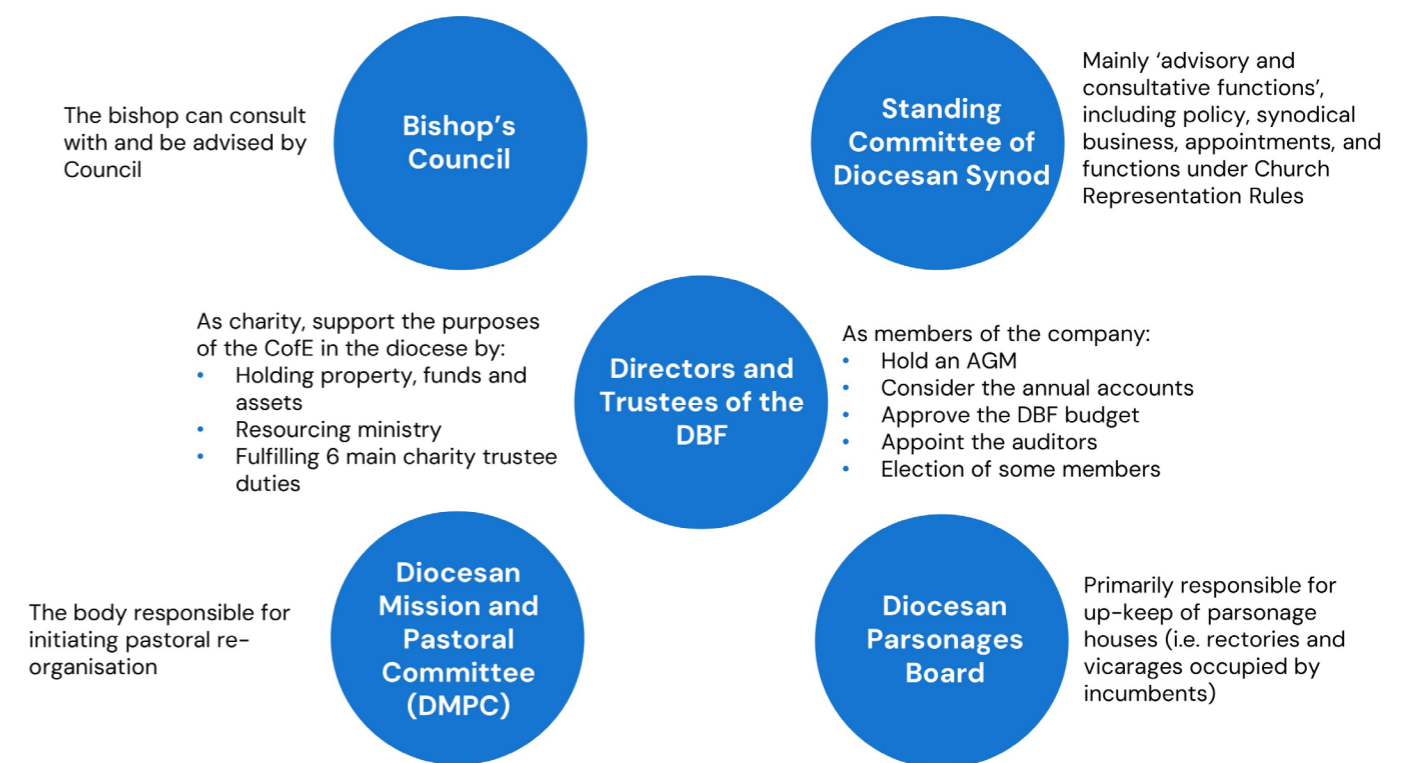 The bishop can consult
with and be advised by
Council
Bishop's
Council
Standing
Committee of
Diocesan Synod
Mainly 'advisory and
consultative functions',
including policy, synodical
business, appointments, and
functions under Church
Representation Rules
As charity, support the purposes
of the CofE in the diocese by:
• Holding property, funds and
assets
• Resourcing ministry
• Fulfilling 6 main charity trustee
duties
Directors and
Trustees of the
DBF
As members of the company:
• Hold an AGM
• Consider the annual accounts
• Approve the DBF budget
• Appoint the auditors
• Election of some members
The body responsible for
initiating pastoral re-
organisation
Diocesan
Mission and
Pastoral
Committee
(DMPC)
Diocesan
Parsonages
Board
Primarily responsible for
up-keep of parsonage
houses (i.e. rectories and
vicarages occupied by
incumbents)